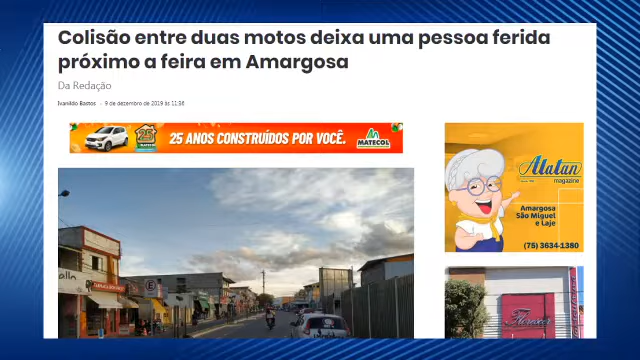 Colisão entre duas motos deixa uma pessoa ferida
próximo a feira em Amargosa
Da Redação
Ivanildo Bastos - 9 de dezembro de 2019 às 11:36
25 ANOS CONSTRUÍDOS POR VOCÊ.
MATECOL
25
Alatan
magazine
Amargosa
São Miguel
e Laje
(75) 3634-1380
E
Florescer